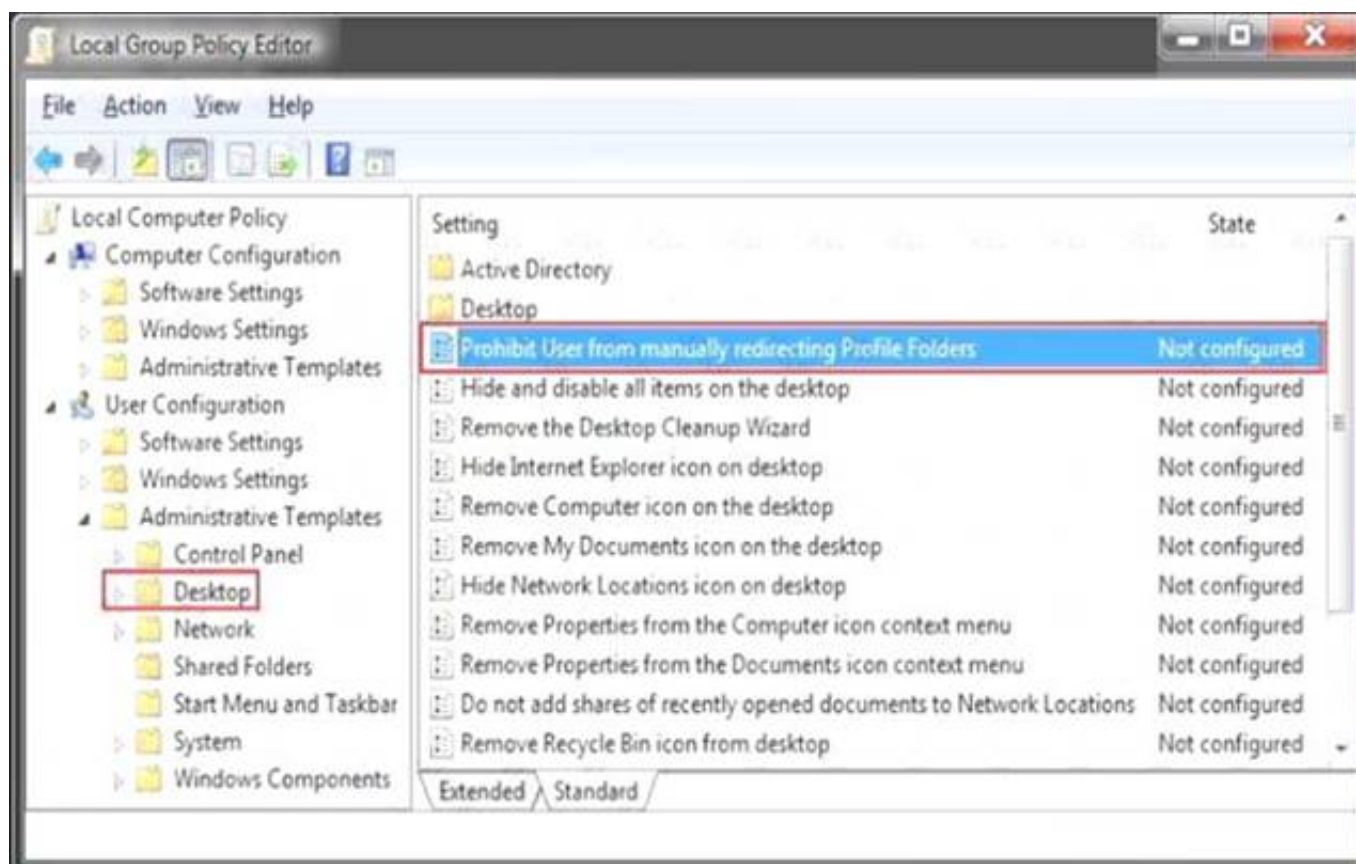 Local Group Policy Editor
File Action View Help
Local Computer Policy
Computer Configuration
Software Settings
Windows Settings
Administrative Templates
User Configuration
Software Settings
Windows Settings
Administrative Templates
Control Panel
Desktop
Network
Shared Folders
Start Menu and Taskbar
System
Windows Components
Setting State
Active Directory
Desktop
Prohibit User from manually redirecting Profile Folders Not configured
Hide and disable all items on the desktop Not configured
Remove the Desktop Cleanup Wizard Not configured
Hide Internet Explorer icon on desktop Not configured
Remove Computer icon on the desktop Not configured
Remove My Documents icon on the desktop Not configured
Hide Network Locations icon on desktop Not configured
Remove Properties from the Computer icon context menu Not configured
Remove Properties from the Documents icon context menu Not configured
Do not add shares of recently opened documents to Network Locations Not configured
Remove Recycle Bin icon from desktop Not configured
Extended Standard